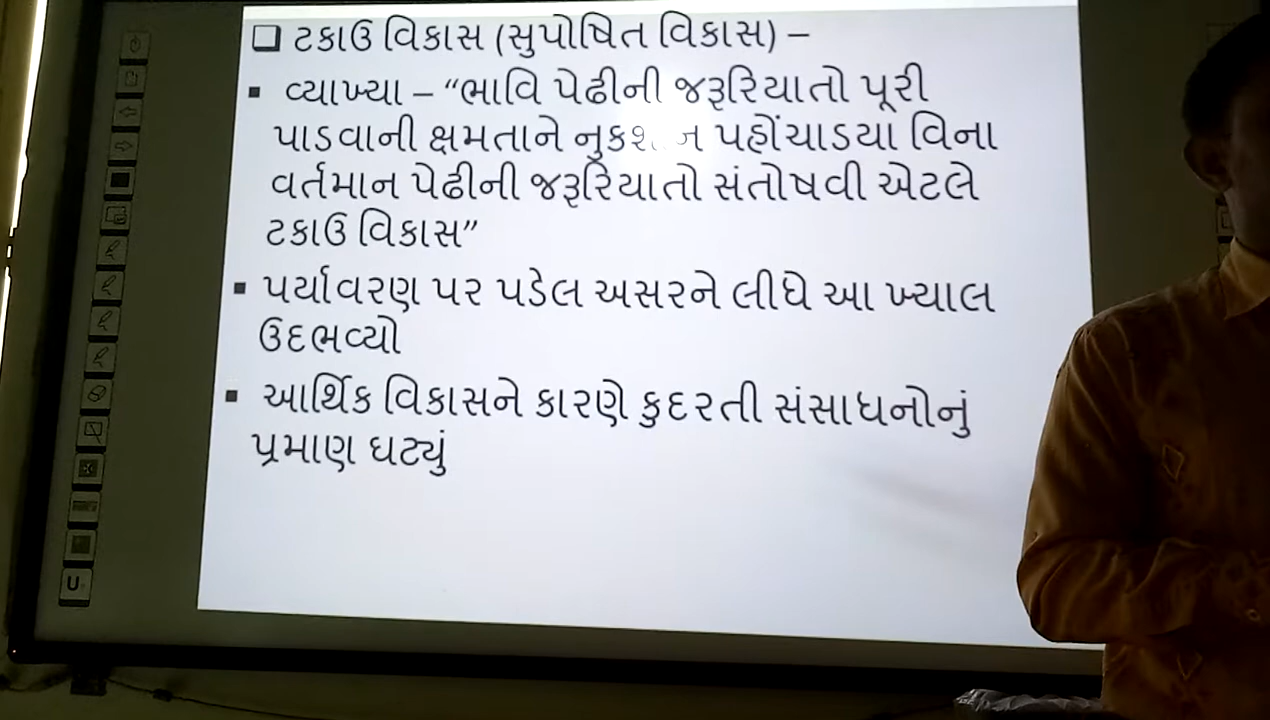 ટકાઉ વિકાસ (સુપોષિત વિકાસ) –
વ્યાખ્યા – “ભાવિ પેઢીની જરૂરિયાતો પૂરી
પાડવાની ક્ષમતાને પહોંચાડયા વિના
વર્તમાન પેઢીની જરૂરિયાતો સંતોષવી એટલે
ટકાઉ વિકાસ”
પર્યાવરણ પર પડેલ અસરને લીધે આ ખ્યાલ
ઉદભવ્યો
આર્થિક વિકાસને કારણે કુદરતી સંસાધનોનું
પ્રમાણ ઘટ્યું